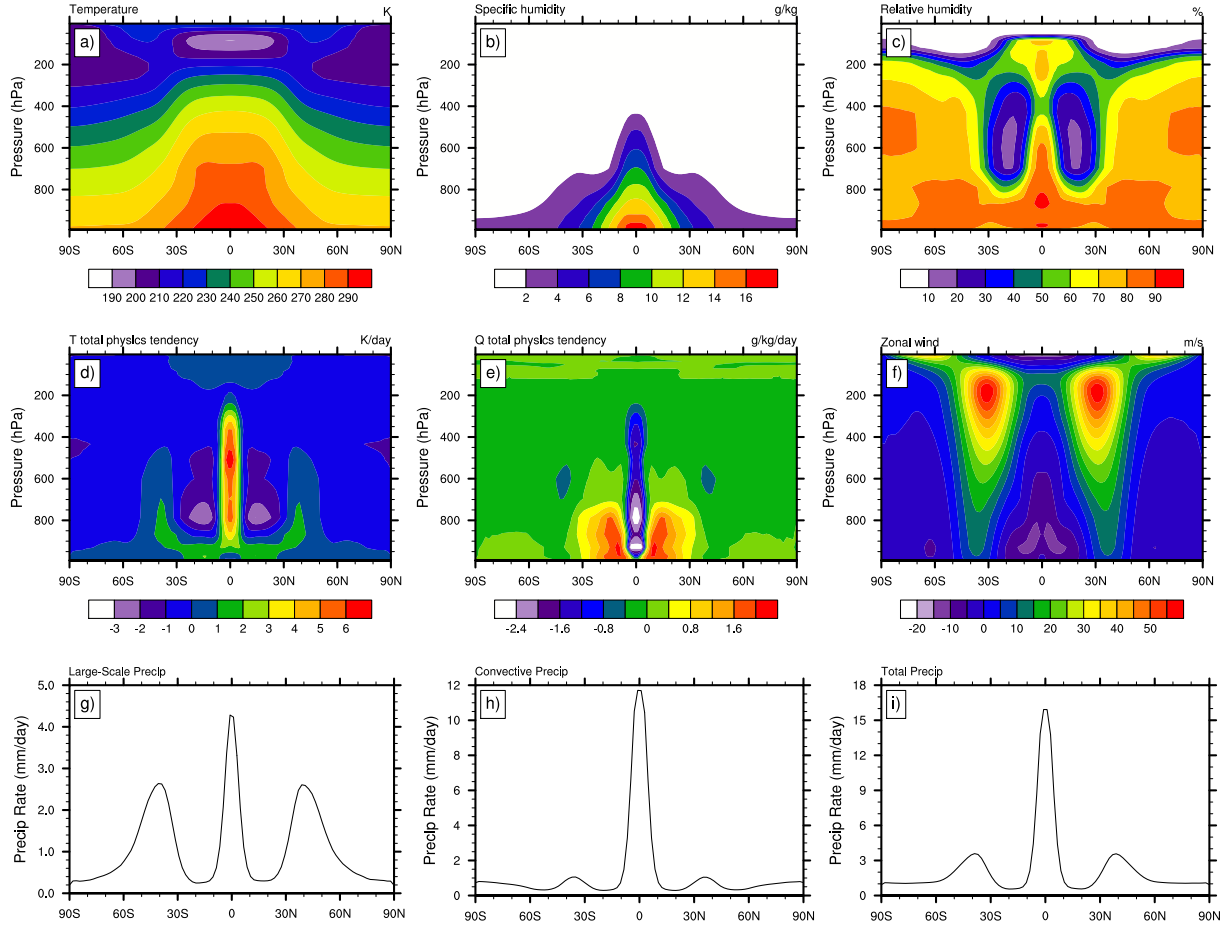 Temperature K
a)
Pressure (hPa)
200
400
600
800
90S 60S 30S 0 30N 60N 90N
190 200 210 220 230 240 250 260 270 280 290
Specific humidity g/kg
b)
Pressure (hPa)
200
400
600
800
90S 60S 30S 0 30N 60N 90N
2 4 6 8 10 12 14 16
Relative humidity %
c)
Pressure (hPa)
200
400
600
800
90S 60S 30S 0 30N 60N 90N
10 20 30 40 50 60 70 80 90
T total physics tendency K/day
d)
Pressure (hPa)
200
400
600
800
90S 60S 30S 0 30N 60N 90N
-3 -2 -1 0 1 2 3 4 5 6
Q total physics tendency g/kg/day
e)
Pressure (hPa)
200
400
600
800
90S 60S 30S 0 30N 60N 90N
-2.4 -1.6 -0.8 0 0.8 1.6
Zonal wind m/s
f)
Pressure (hPa)
200
400
600
800
90S 60S 30S 0 30N 60N 90N
-20 -10 0 10 20 30 40 50
Large-Scale Precip
g)
Precip Rate (mm/day)
5.0
4.0
3.0
2.0
1.0
0.0
90S 60S 30S 0 30N 60N 90N
Convective Precip
h)
Precip Rate (mm/day)
12
10
8
6
4
2
0
90S 60S 30S 0 30N 60N 90N
Total Precip
i)
Precip Rate (mm/day)
18
15
12
9
6
3
0
90S 60S 30S 0 30N 60N 90N